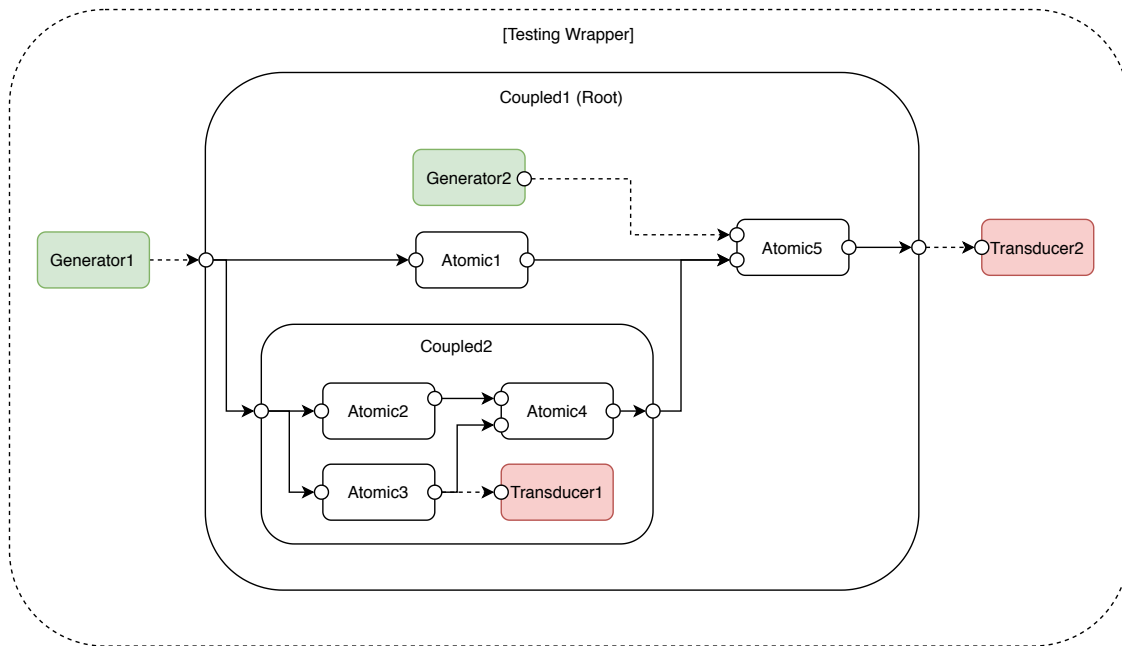 [Testing Wrapper]
Coupled1 (Root)
Generator2
Generator1
Atomic1
Atomic5
Transducer2
Coupled2
Atomic2
Atomic4
Atomic3
Transducer1